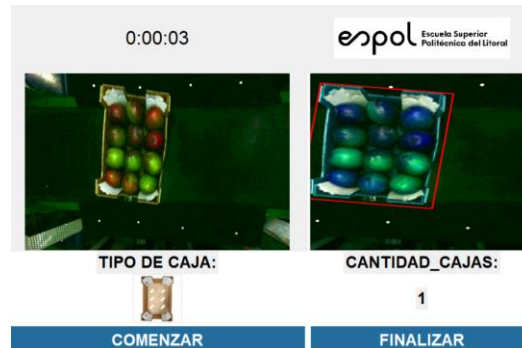 0:00:03
espol Escuela Superior
Politécnica del Litoral
TIPO DE CAJA:
CANTIDAD_CAJAS:
1
COMENZAR
FINALIZAR